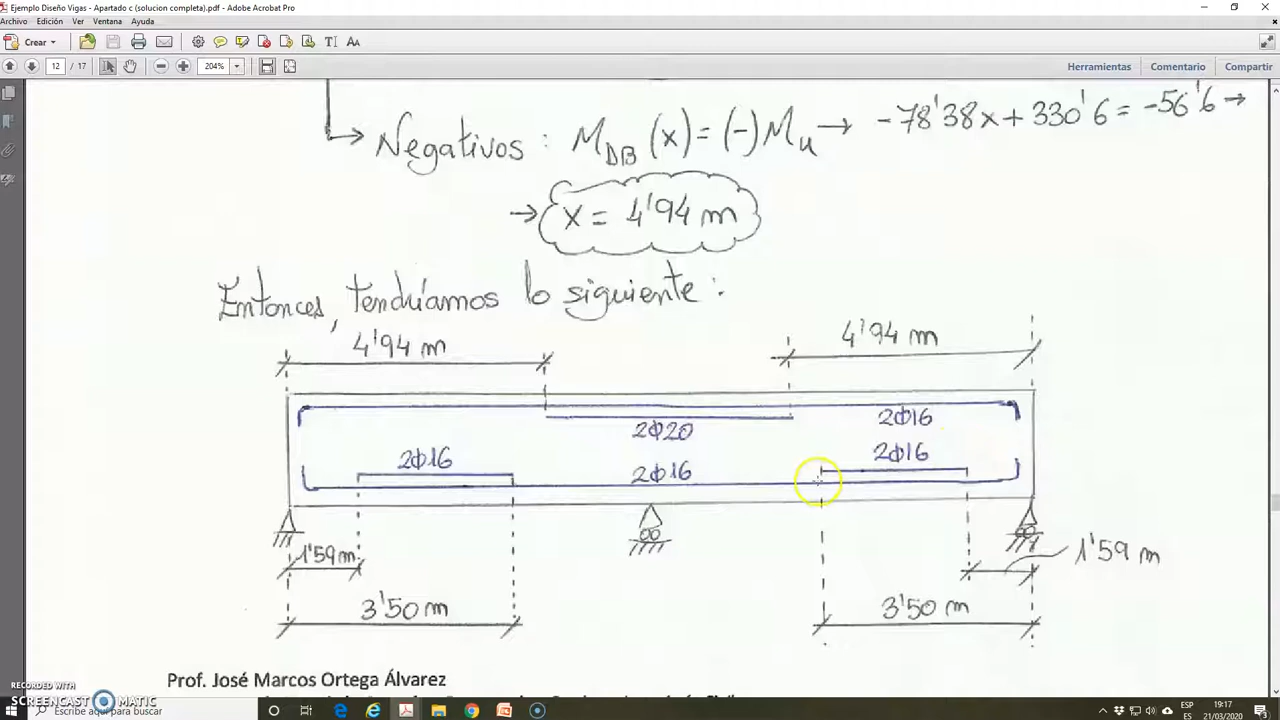 Ejemplo Diseño Vigas - Apartado c (solucion completa).pdf - Adobe Acrobat Pro
Archivo Edición Ver Ventana Ayuda
Crear
12 / 17 204%
Herramientas Comentario Compartir
Negativos : M_DB (x) = (-) M_u → -78'38x + 330'6 = -56'6 →
→ x = 4'94 m
Entonces, tendríamos lo siguiente :
4'94 m 4'94 m
2Φ20 2Φ16
2Φ16 2Φ16 2Φ16
1'59 m 1'59 m
3'50 m 3'50 m
Prof. José Marcos Ortega Álvarez
RECORDED WITH
SCREENCAST MATIC
Escribe aquí para buscar
ESP 19:17
ES 21/03/2020